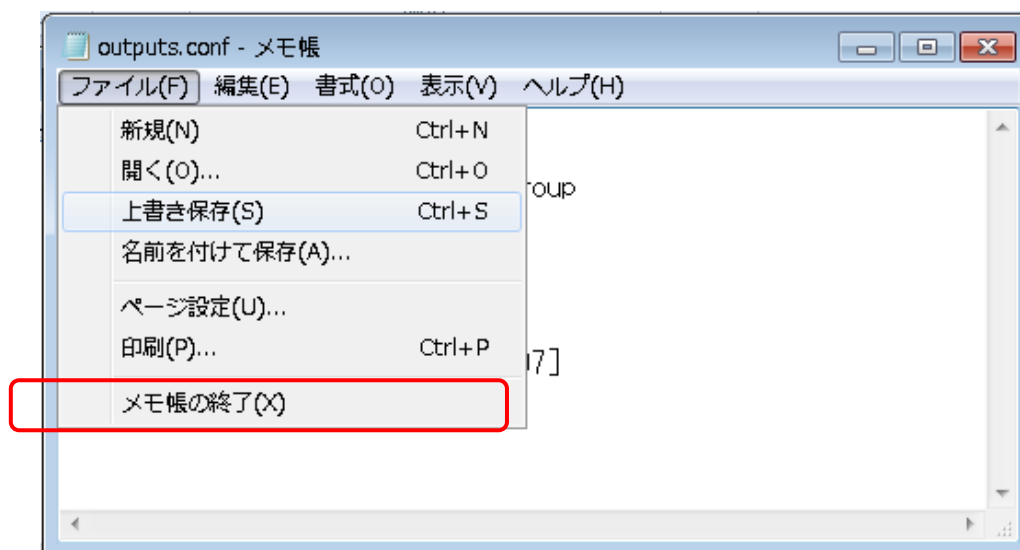 outputs.conf - メモ帳
ファイル(F) 編集(E) 書式(O) 表示(V) ヘルプ(H)
新規(N) Ctrl+N
開く(O)... Ctrl+O
roup
上書き保存(S) Ctrl+S
名前を付けて保存(A)...
ページ設定(U)...
印刷(P)... Ctrl+P
7]
メモ帳の終了(X)